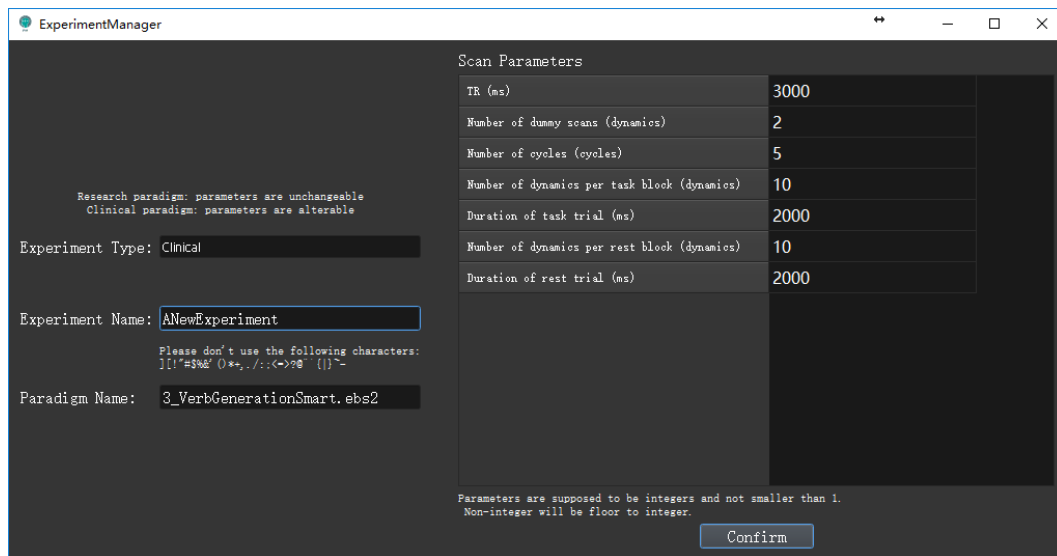 ExperimentManager
Research paradigm: parameters are unchangeable
Clinical paradigm: parameters are alterable
Experiment Type: Clinical
Experiment Name: ANewExperiment
Please don't use the following characters:
][!"#$%&'()*+,./:;<=>?@`¨{|}~-
Paradigm Name: 3_VerbGenerationSmart.ebs2
Scan Parameters
TR (ms) 3000
Number of dummy scans (dynamics) 2
Number of cycles (cycles) 5
Number of dynamics per task block (dynamics) 10
Duration of task trial (ms) 2000
Number of dynamics per rest block (dynamics) 10
Duration of rest trial (ms) 2000
Parameters are supposed to be integers and not smaller than 1.
Non-integer will be floor to integer.
Confirm